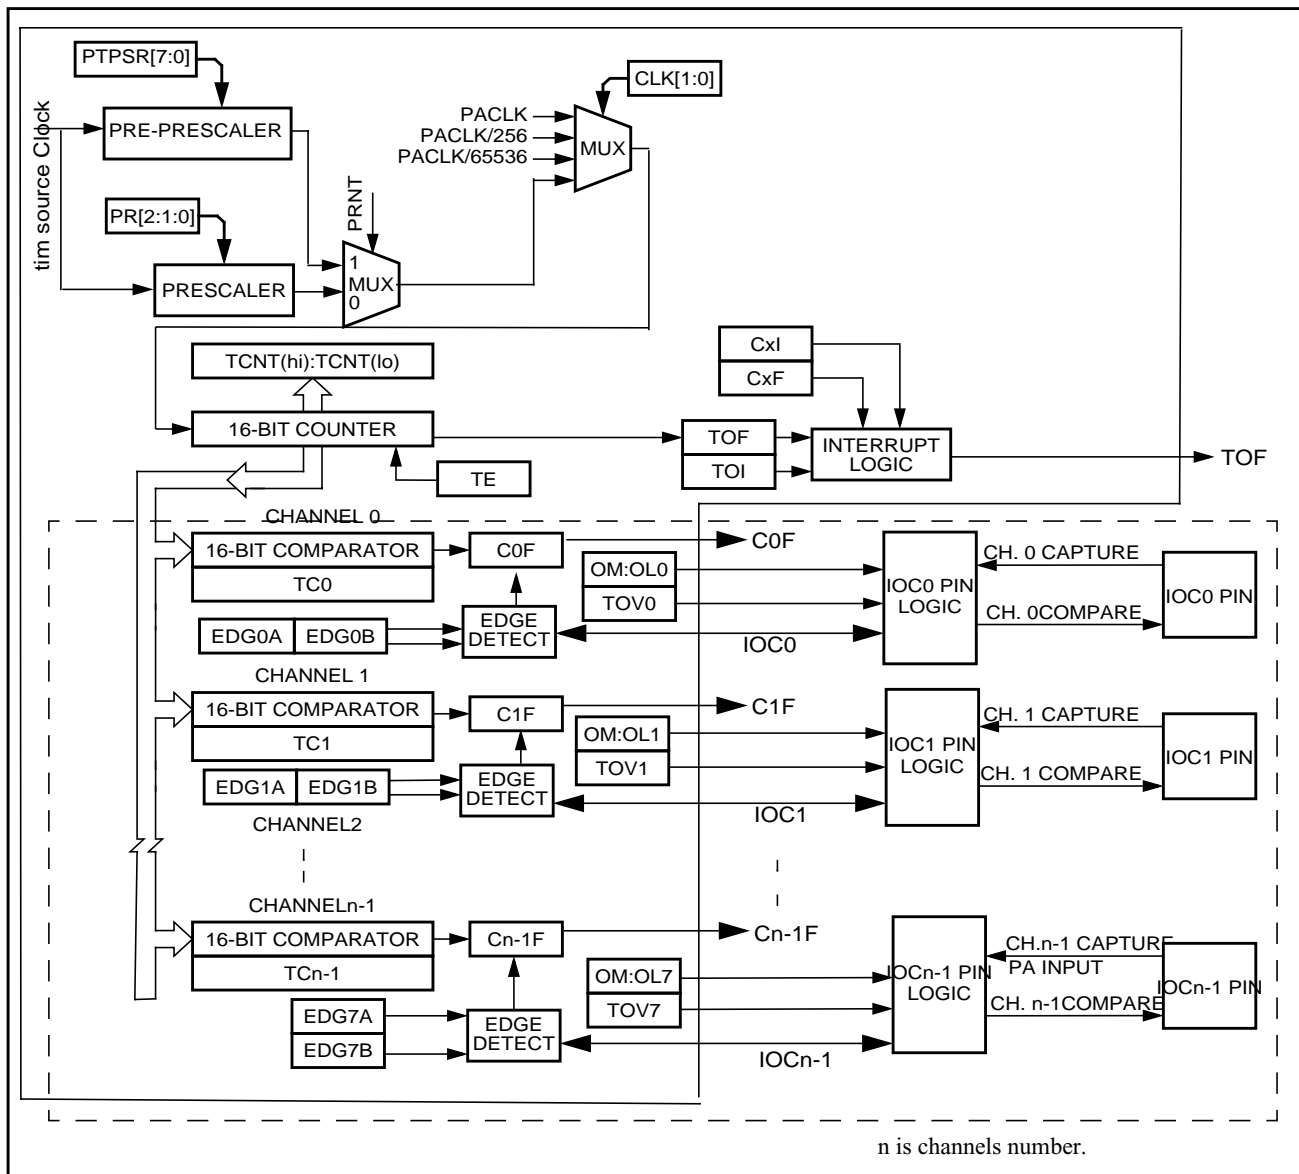 PTPSR[7:0]
CLK[1:0]
tim source Clock
PRE-PRESCALER
PACLK
PACLK/256
PACLK/65536
MUX
PR[2:1:0]
PRNT
PRESCALER
1
MUX
0
TCNT(hi):TCNT(lo)
CxI
CxF
16-BIT COUNTER
TOF
TOI
INTERRUPT
LOGIC
TOF
TE
CHANNEL 0
16-BIT COMPARATOR
TC0
C0F
C0F
OM:OL0
TOV0
IOC0 PIN
LOGIC
CH. 0 CAPTURE
CH. 0COMPARE
IOC0 PIN
EDG0A
EDG0B
EDGE
DETECT
IOC0
CHANNEL 1
16-BIT COMPARATOR
TC1
C1F
C1F
OM:OL1
TOV1
IOC1 PIN
LOGIC
CH. 1 CAPTURE
CH. 1 COMPARE
IOC1 PIN
EDG1A
EDG1B
EDGE
DETECT
IOC1
CHANNEL2
CHANNELn-1
16-BIT COMPARATOR
TCn-1
Cn-1F
Cn-1F
OM:OL7
TOV7
IOCn-1 PIN
LOGIC
CH.n-1 CAPTURE
PA INPUT
CH. n-1COMPARE
IOCn-1 PIN
EDG7A
EDG7B
EDGE
DETECT
IOCn-1
n is channels number.